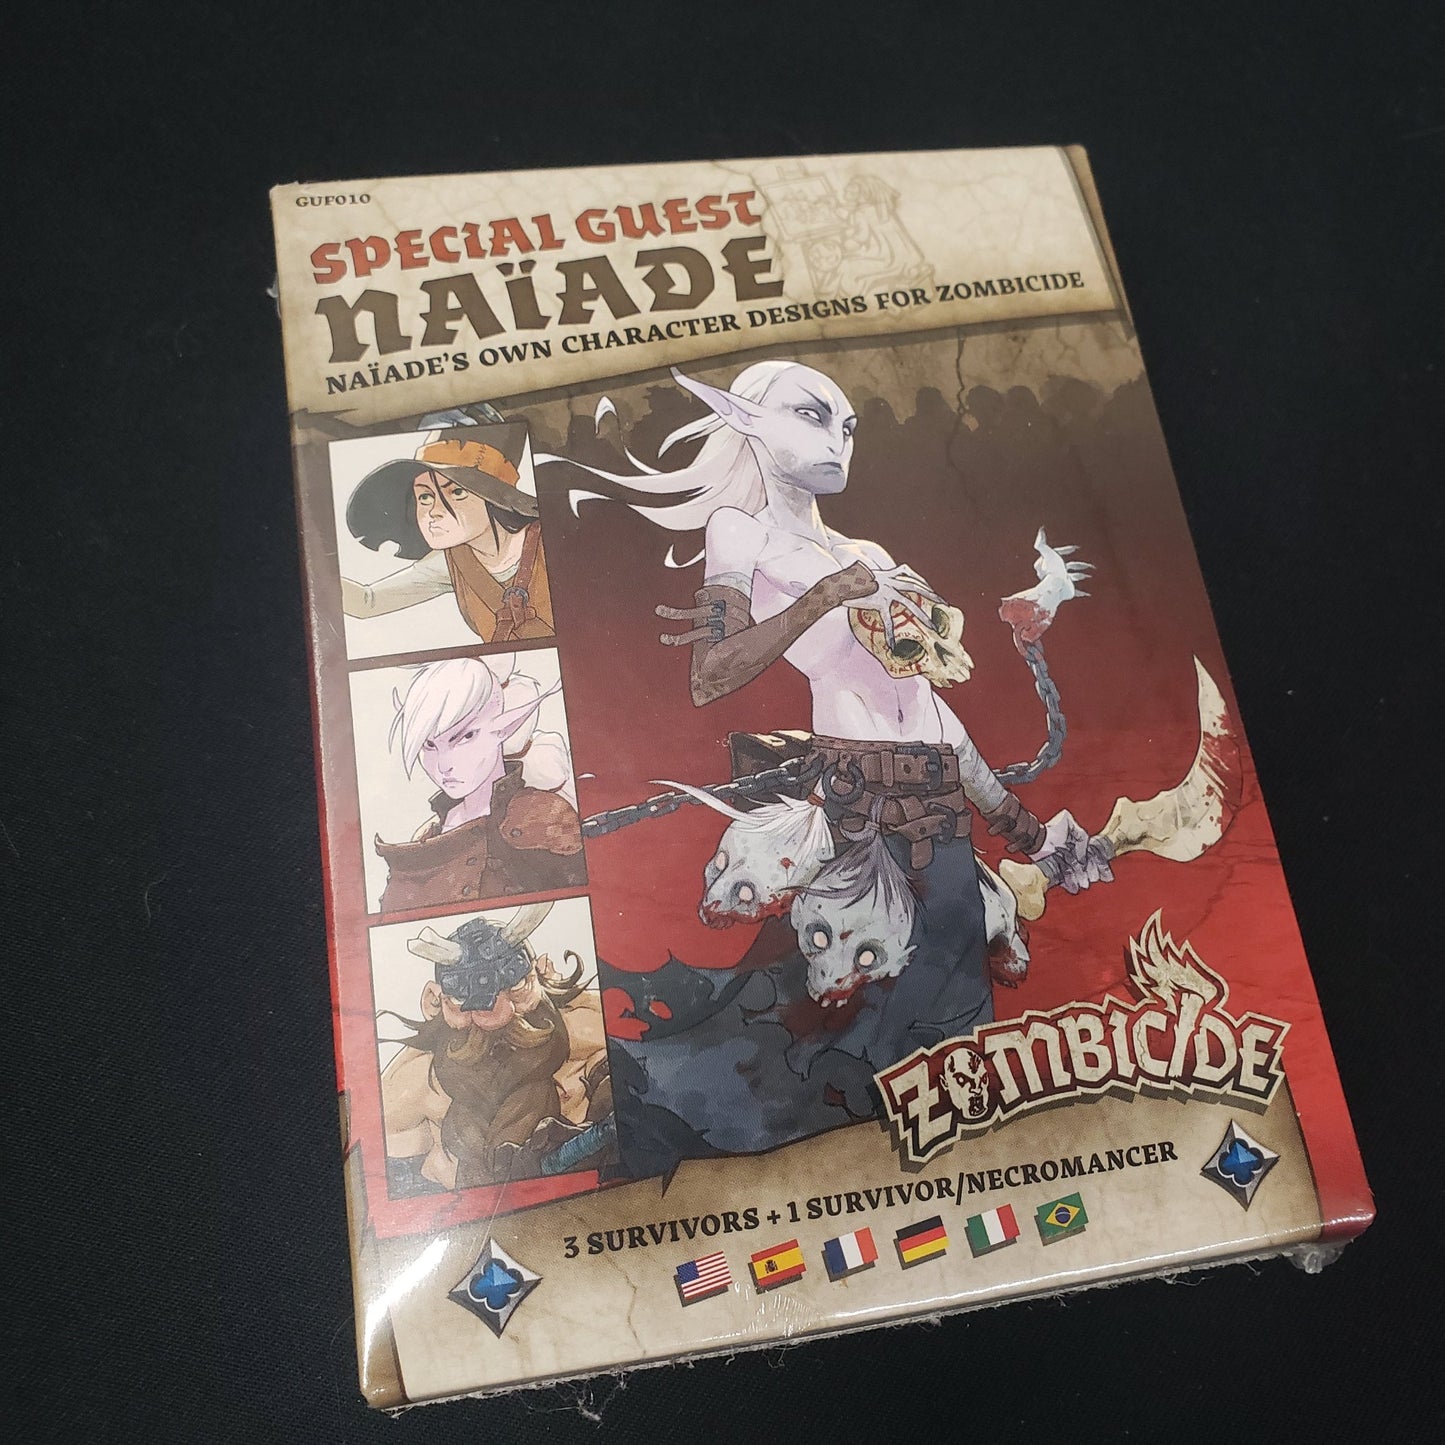 GUF010
SPECIAL GUEST
NAÏADE
NAÏADE'S OWN CHARACTER DESIGNS FOR ZOMBICIDE
ZOMBICIDE
3 SURVIVORS + 1 SURVIVOR/NECROMANCER